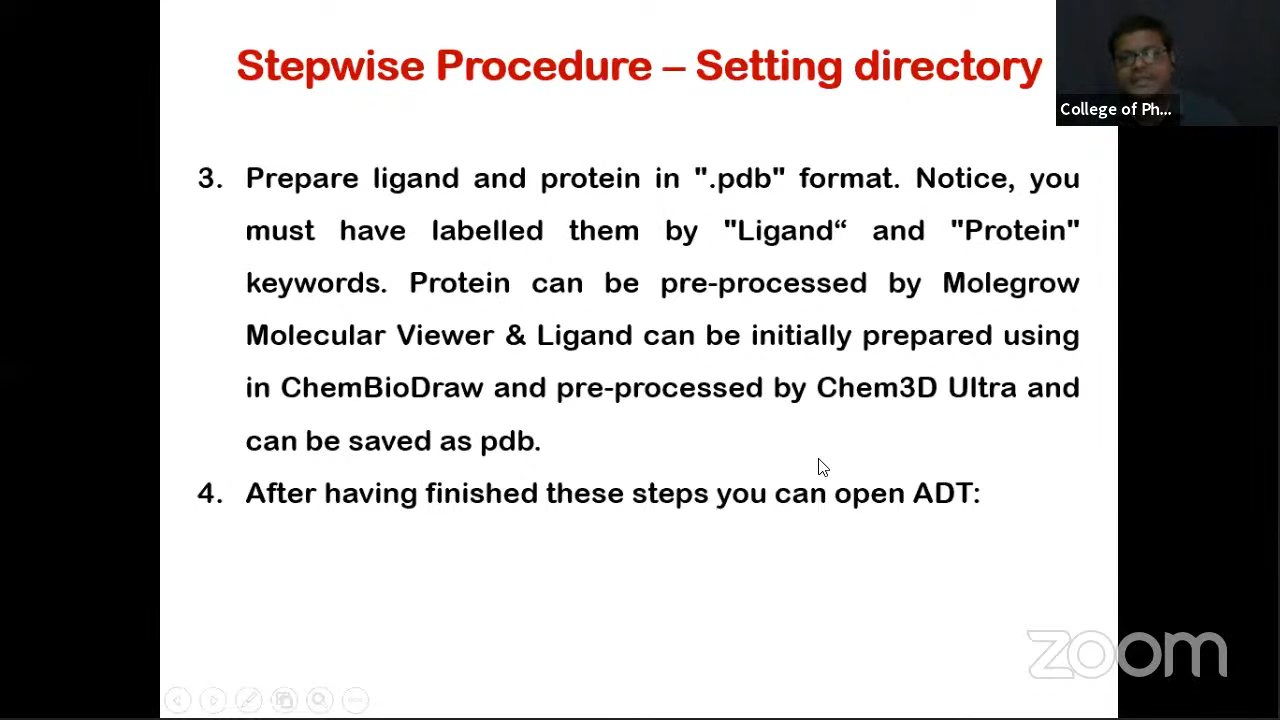 Stepwise Procedure – Setting directory
College of Ph...
3. Prepare ligand and protein in ".pdb" format. Notice, you
must have labelled them by "Ligand“ and "Protein"
keywords. Protein can be pre-processed by Molegrow
Molecular Viewer & Ligand can be initially prepared using
in ChemBioDraw and pre-processed by Chem3D Ultra and
can be saved as pdb.
4. After having finished these steps you can open ADT:
zoom